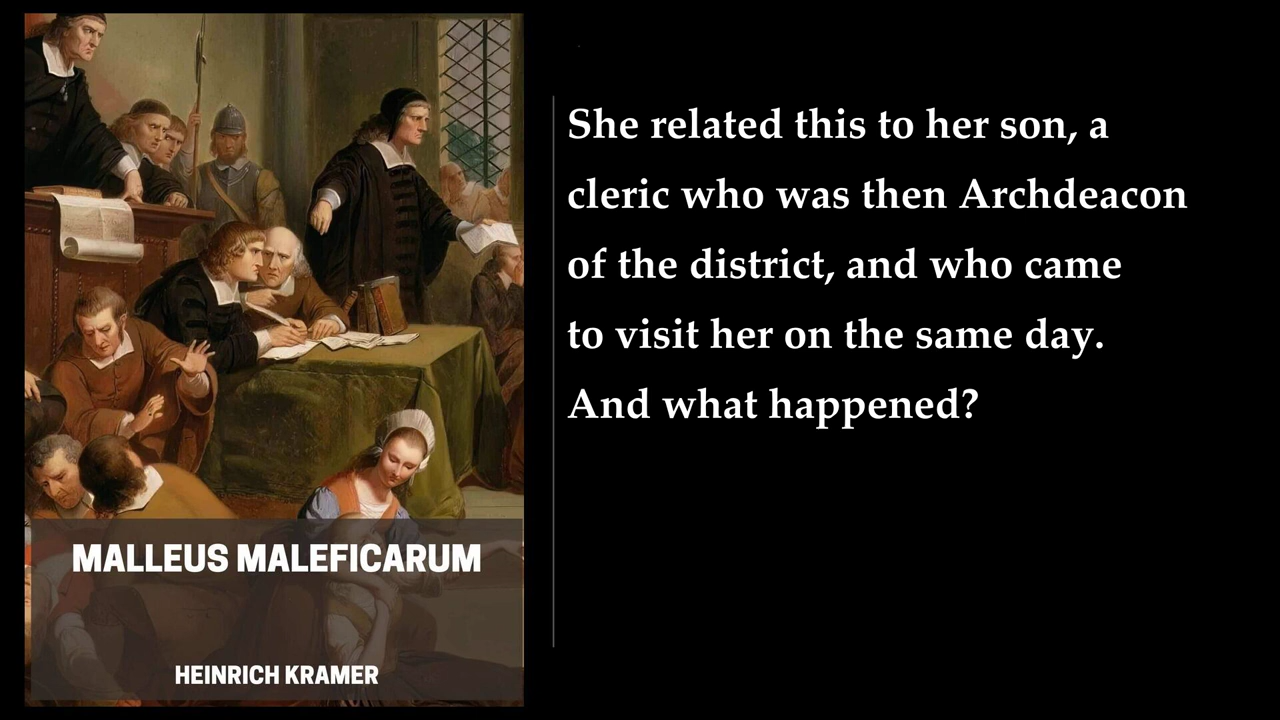 MALLEUS MALEFICARUM
HEINRICH KRAMER
She related this to her son, a
cleric who was then Archdeacon
of the district, and who came
to visit her on the same day.
And what happened?